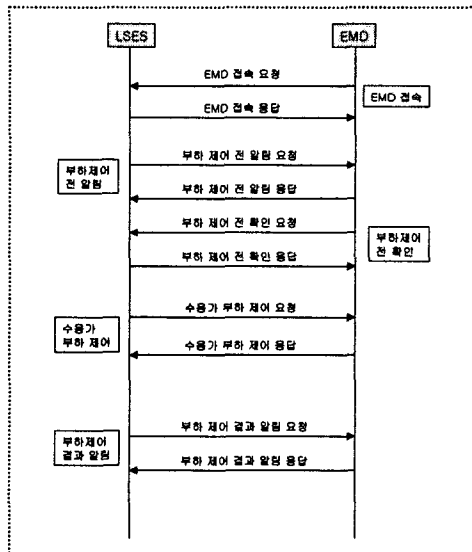 LSES
EMD
EMD 접속 요청
EMD 접속
EMD 접속 응답
부하 제어 전 알림 요청
부하제어
전 알림
부하 제어 전 알림 응답
부하 제어 전 확인 요청
부하제어
전 확인
부하 제어 전 확인 응답
수용가 부하 제어 요청
수용가
부하 제어
수용가 부하 제어 응답
부하 제어 결과 알림 요청
부하제어
결과 알림
부하 제어 결과 알림 응답